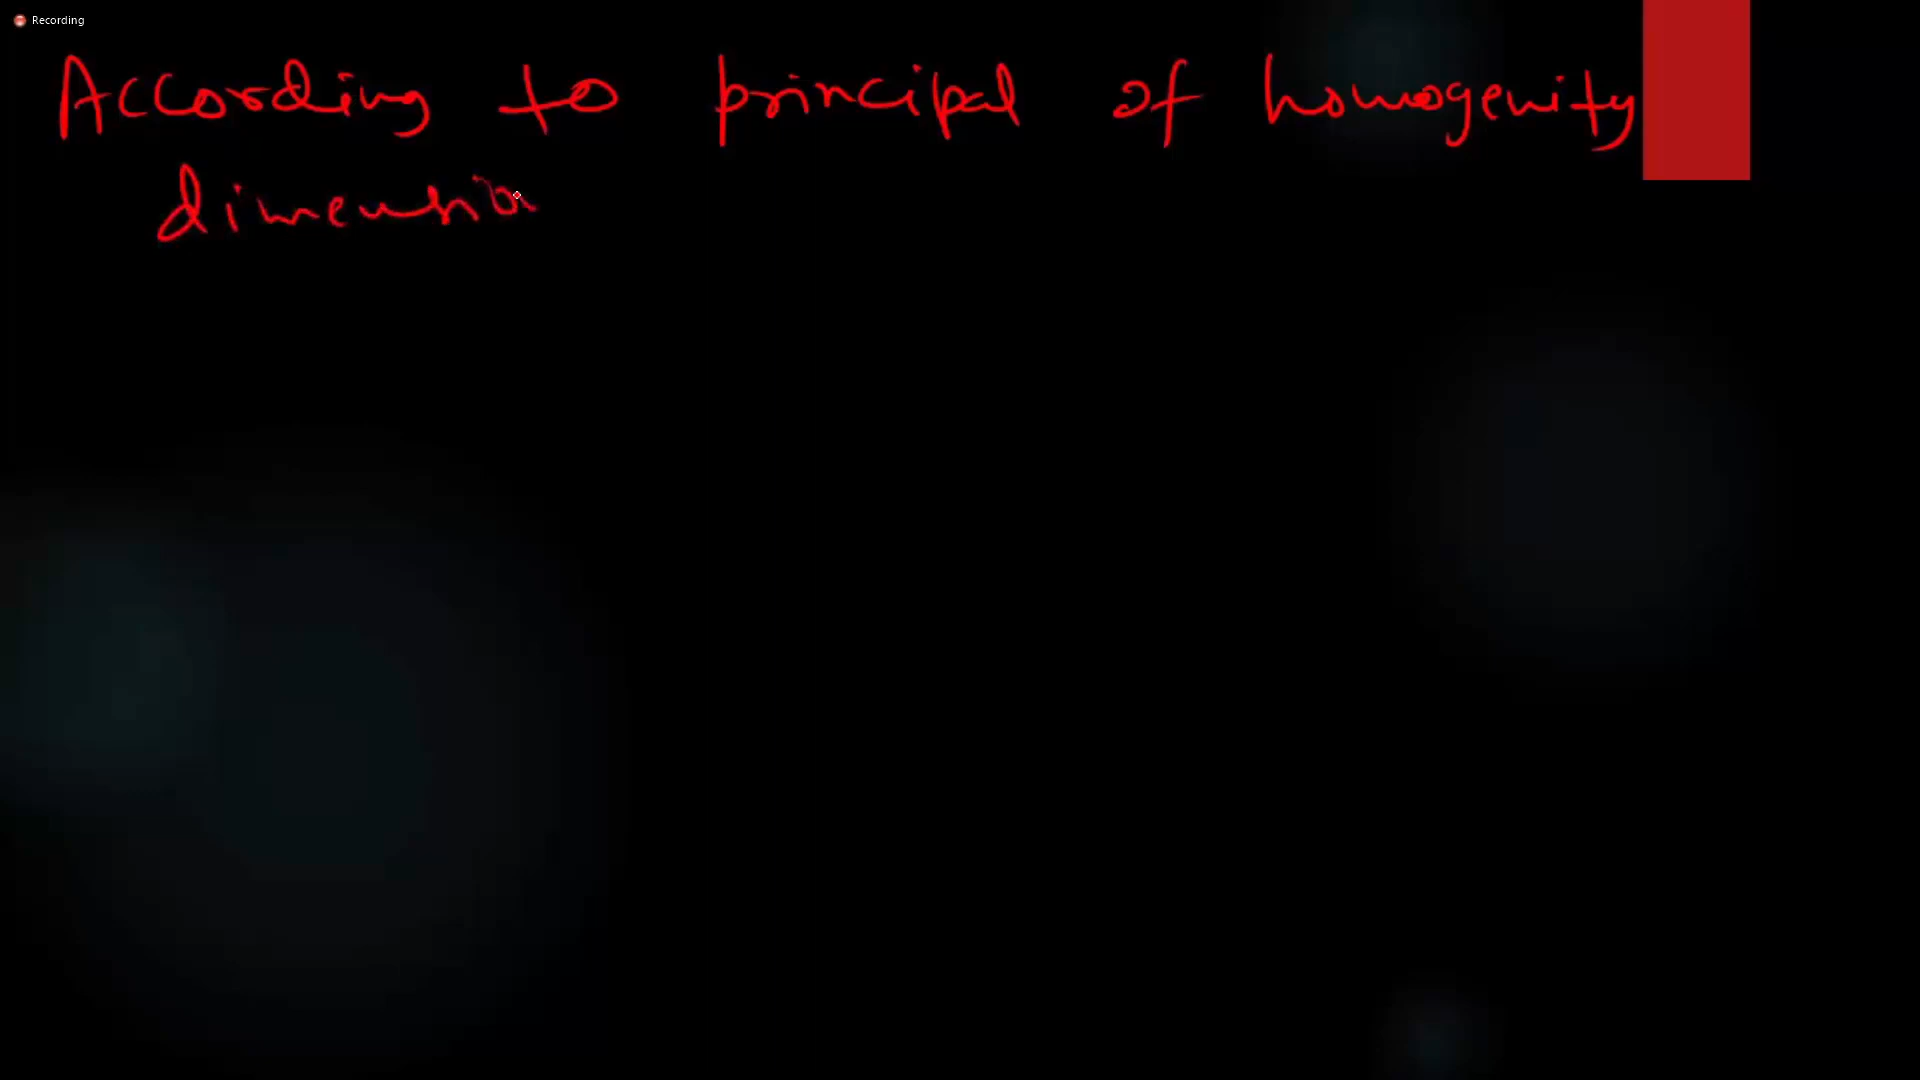 Recording
According to principal of homogenity
dimension